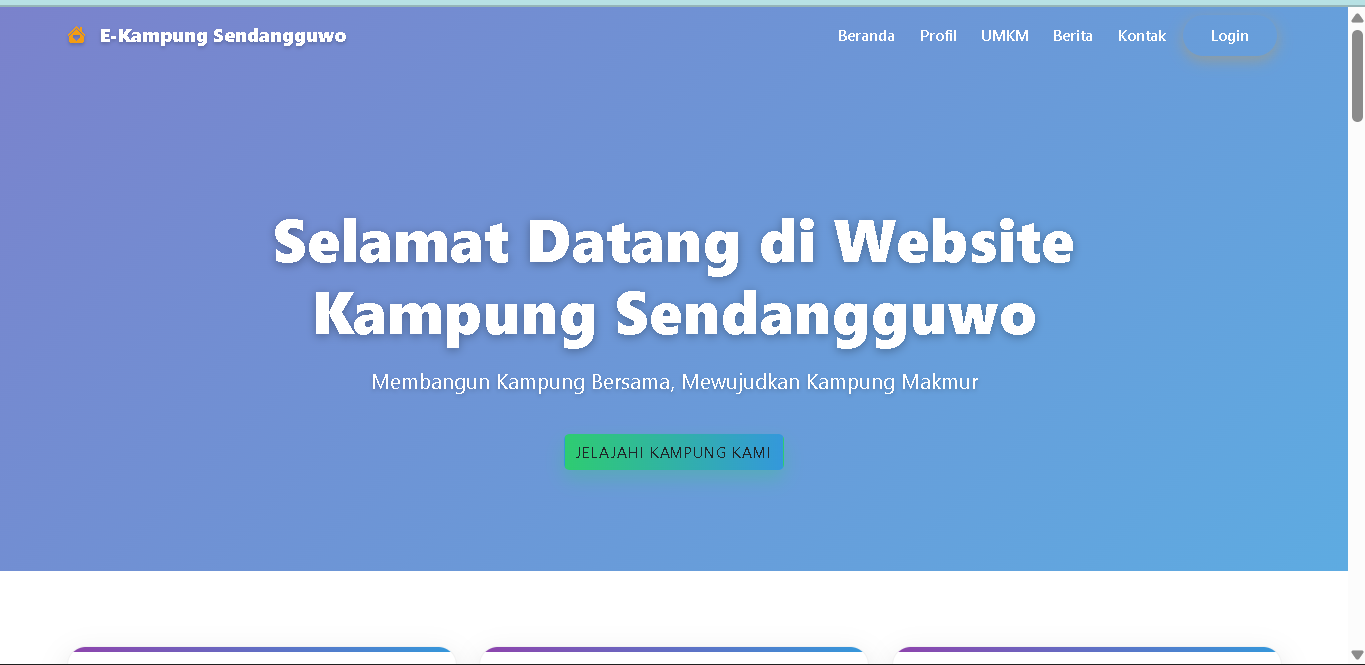 E-Kampung Sendangguwo
Beranda Profil UMKM Berita Kontak Login
Selamat Datang di Website
Kampung Sendangguwo
Membangun Kampung Bersama, Mewujudkan Kampung Makmur
JELAJAHI KAMPUNG KAMI